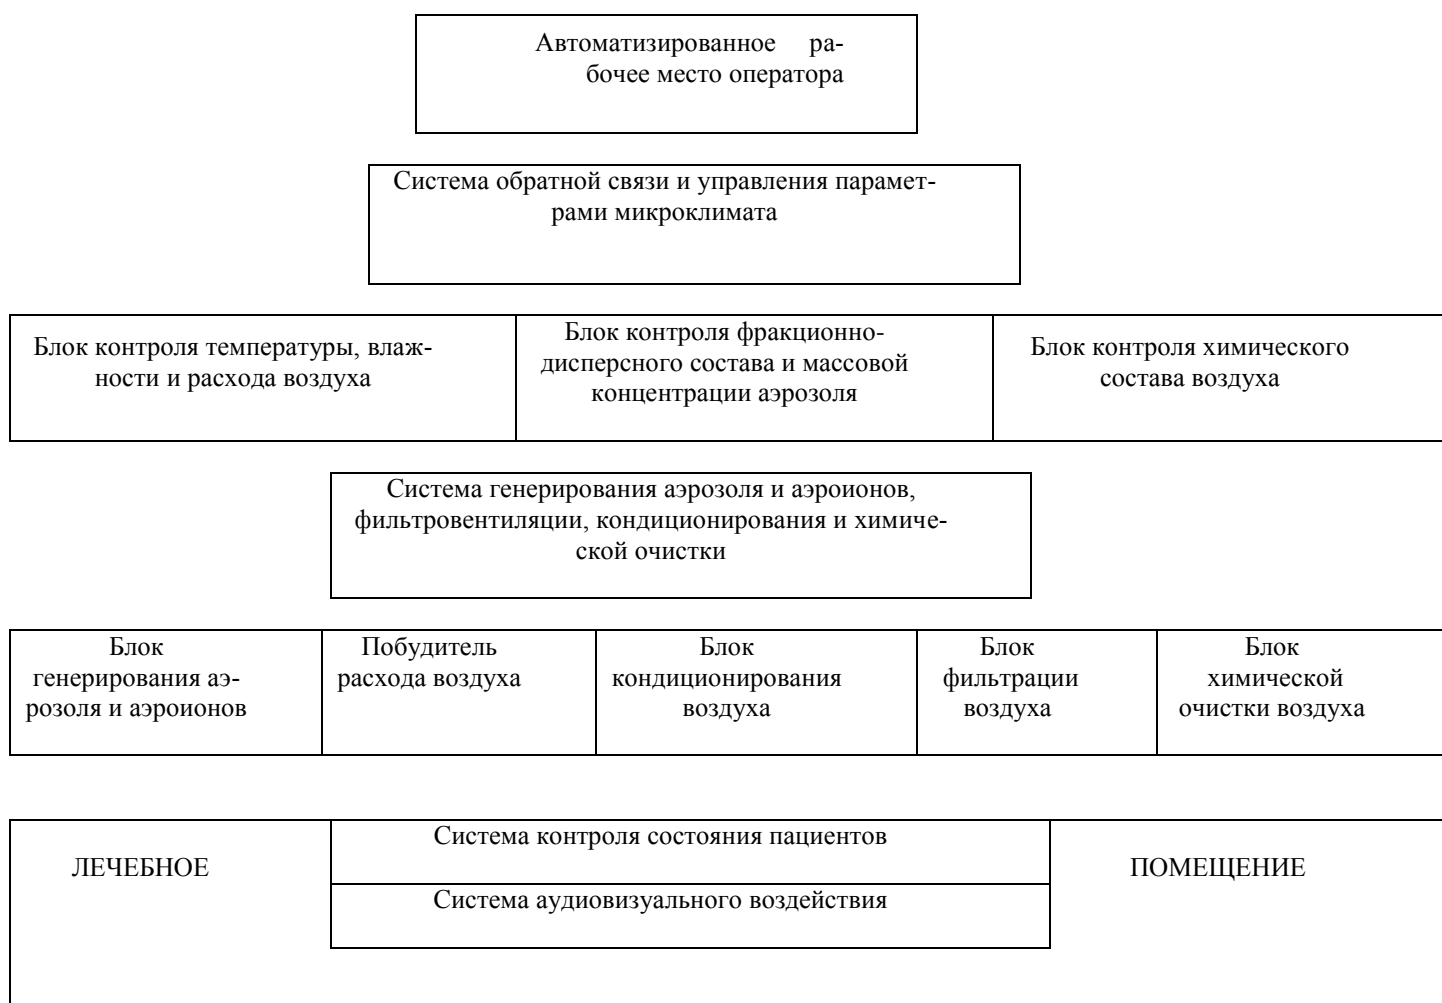 Автоматизированное ра-
бочее место оператора
Система обратной связи и управления парамет-
рами микроклимата
Блок контроля температуры, влаж-
ности и расхода воздуха
Блок контроля фракционно-
дисперсного состава и массовой
концентрации аэрозоля
Блок контроля химического
состава воздуха
Система генерирования аэрозоля и аэроионов,
фильтровентиляции, кондиционирования и химиче-
ской очистки
Блок
генерирования аэ-
розоля и аэроионов
Побудитель
расхода воздуха
Блок
кондиционирования
воздуха
Блок
фильтрации
воздуха
Блок
химической
очистки воздуха
ЛЕЧЕБНОЕ
Система контроля состояния пациентов
Система аудиовизуального воздействия
ПОМЕЩЕНИЕ